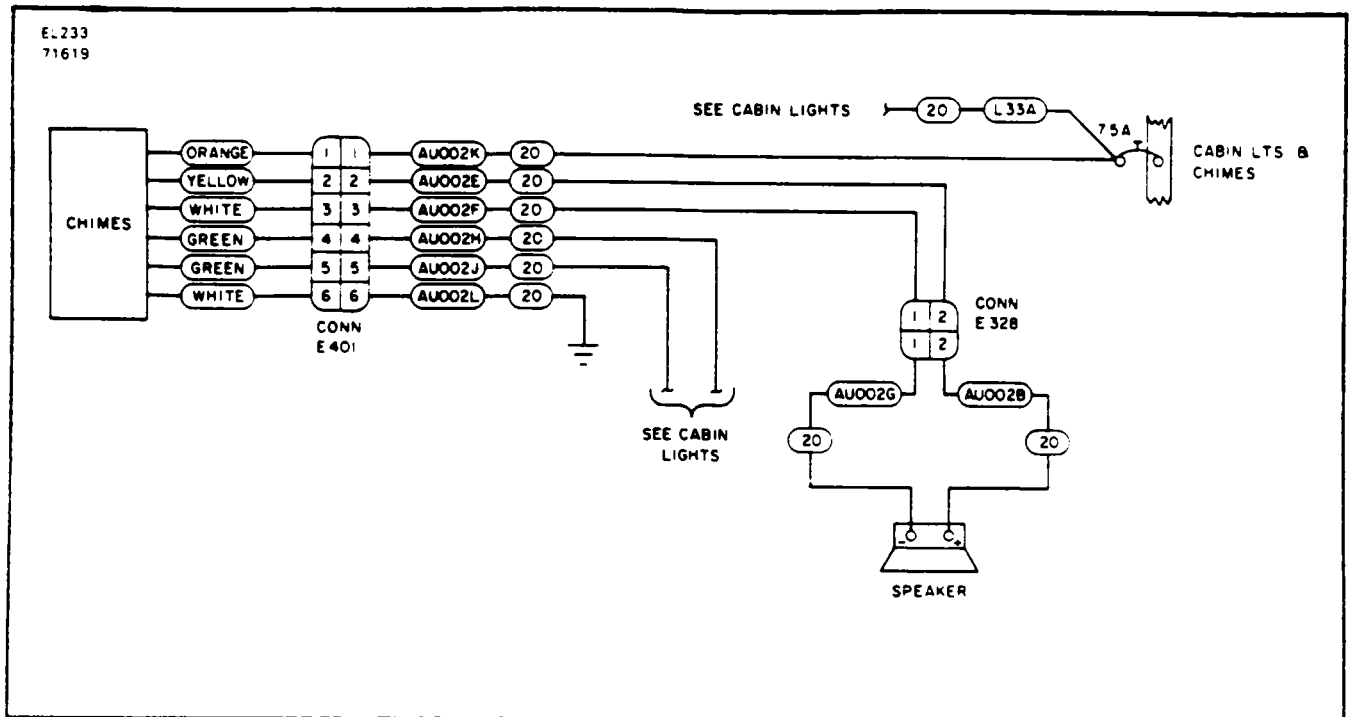 EL233
71619
SEE CABIN LIGHTS 20 L33A
7.5A
CABIN LTS &
CHIMES
CHIMES
ORANGE 1 1 AU002K 20
YELLOW 2 2 AU002E 20
WHITE 3 3 AU002F 20
GREEN 4 4 AU002H 20
GREEN 5 5 AU002J 20
WHITE 6 6 AU002L 20
CONN
E401
1 2
1 2
CONN
E328
AU002G AU002B
20 20
SEE CABIN
LIGHTS
- +
SPEAKER